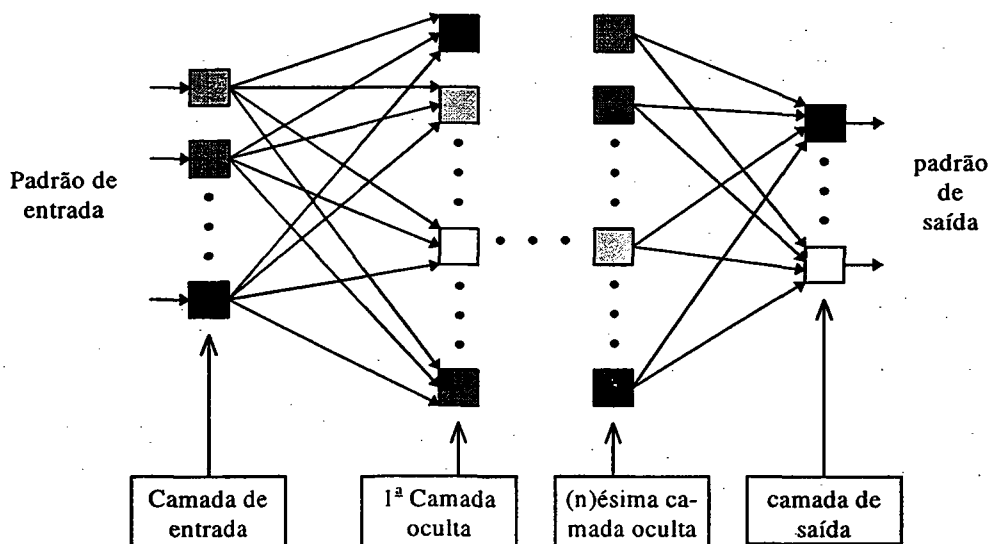 Padrão de
entrada
padrão
de
saída
Camada de
entrada
1ª Camada
oculta
(n)ésima ca-
mada oculta
camada de
saída